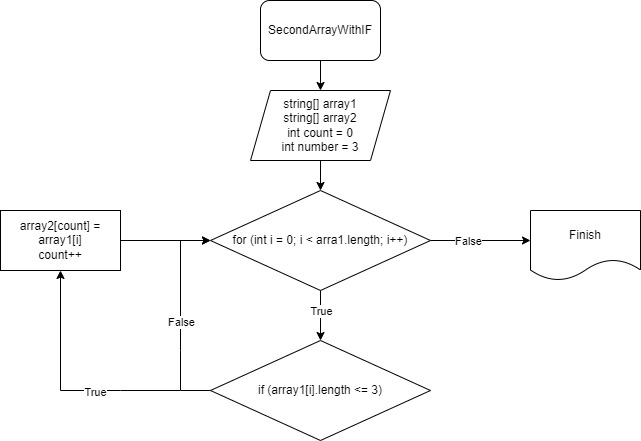 SecondArrayWithIF
string[] array1
string[] array2
int count = 0
int number = 3
for (int i = 0; i < arra1.length; i++)
False
Finish
array2[count] =
array1[i]
count++
True
False
if (array1[i].length <= 3)
True